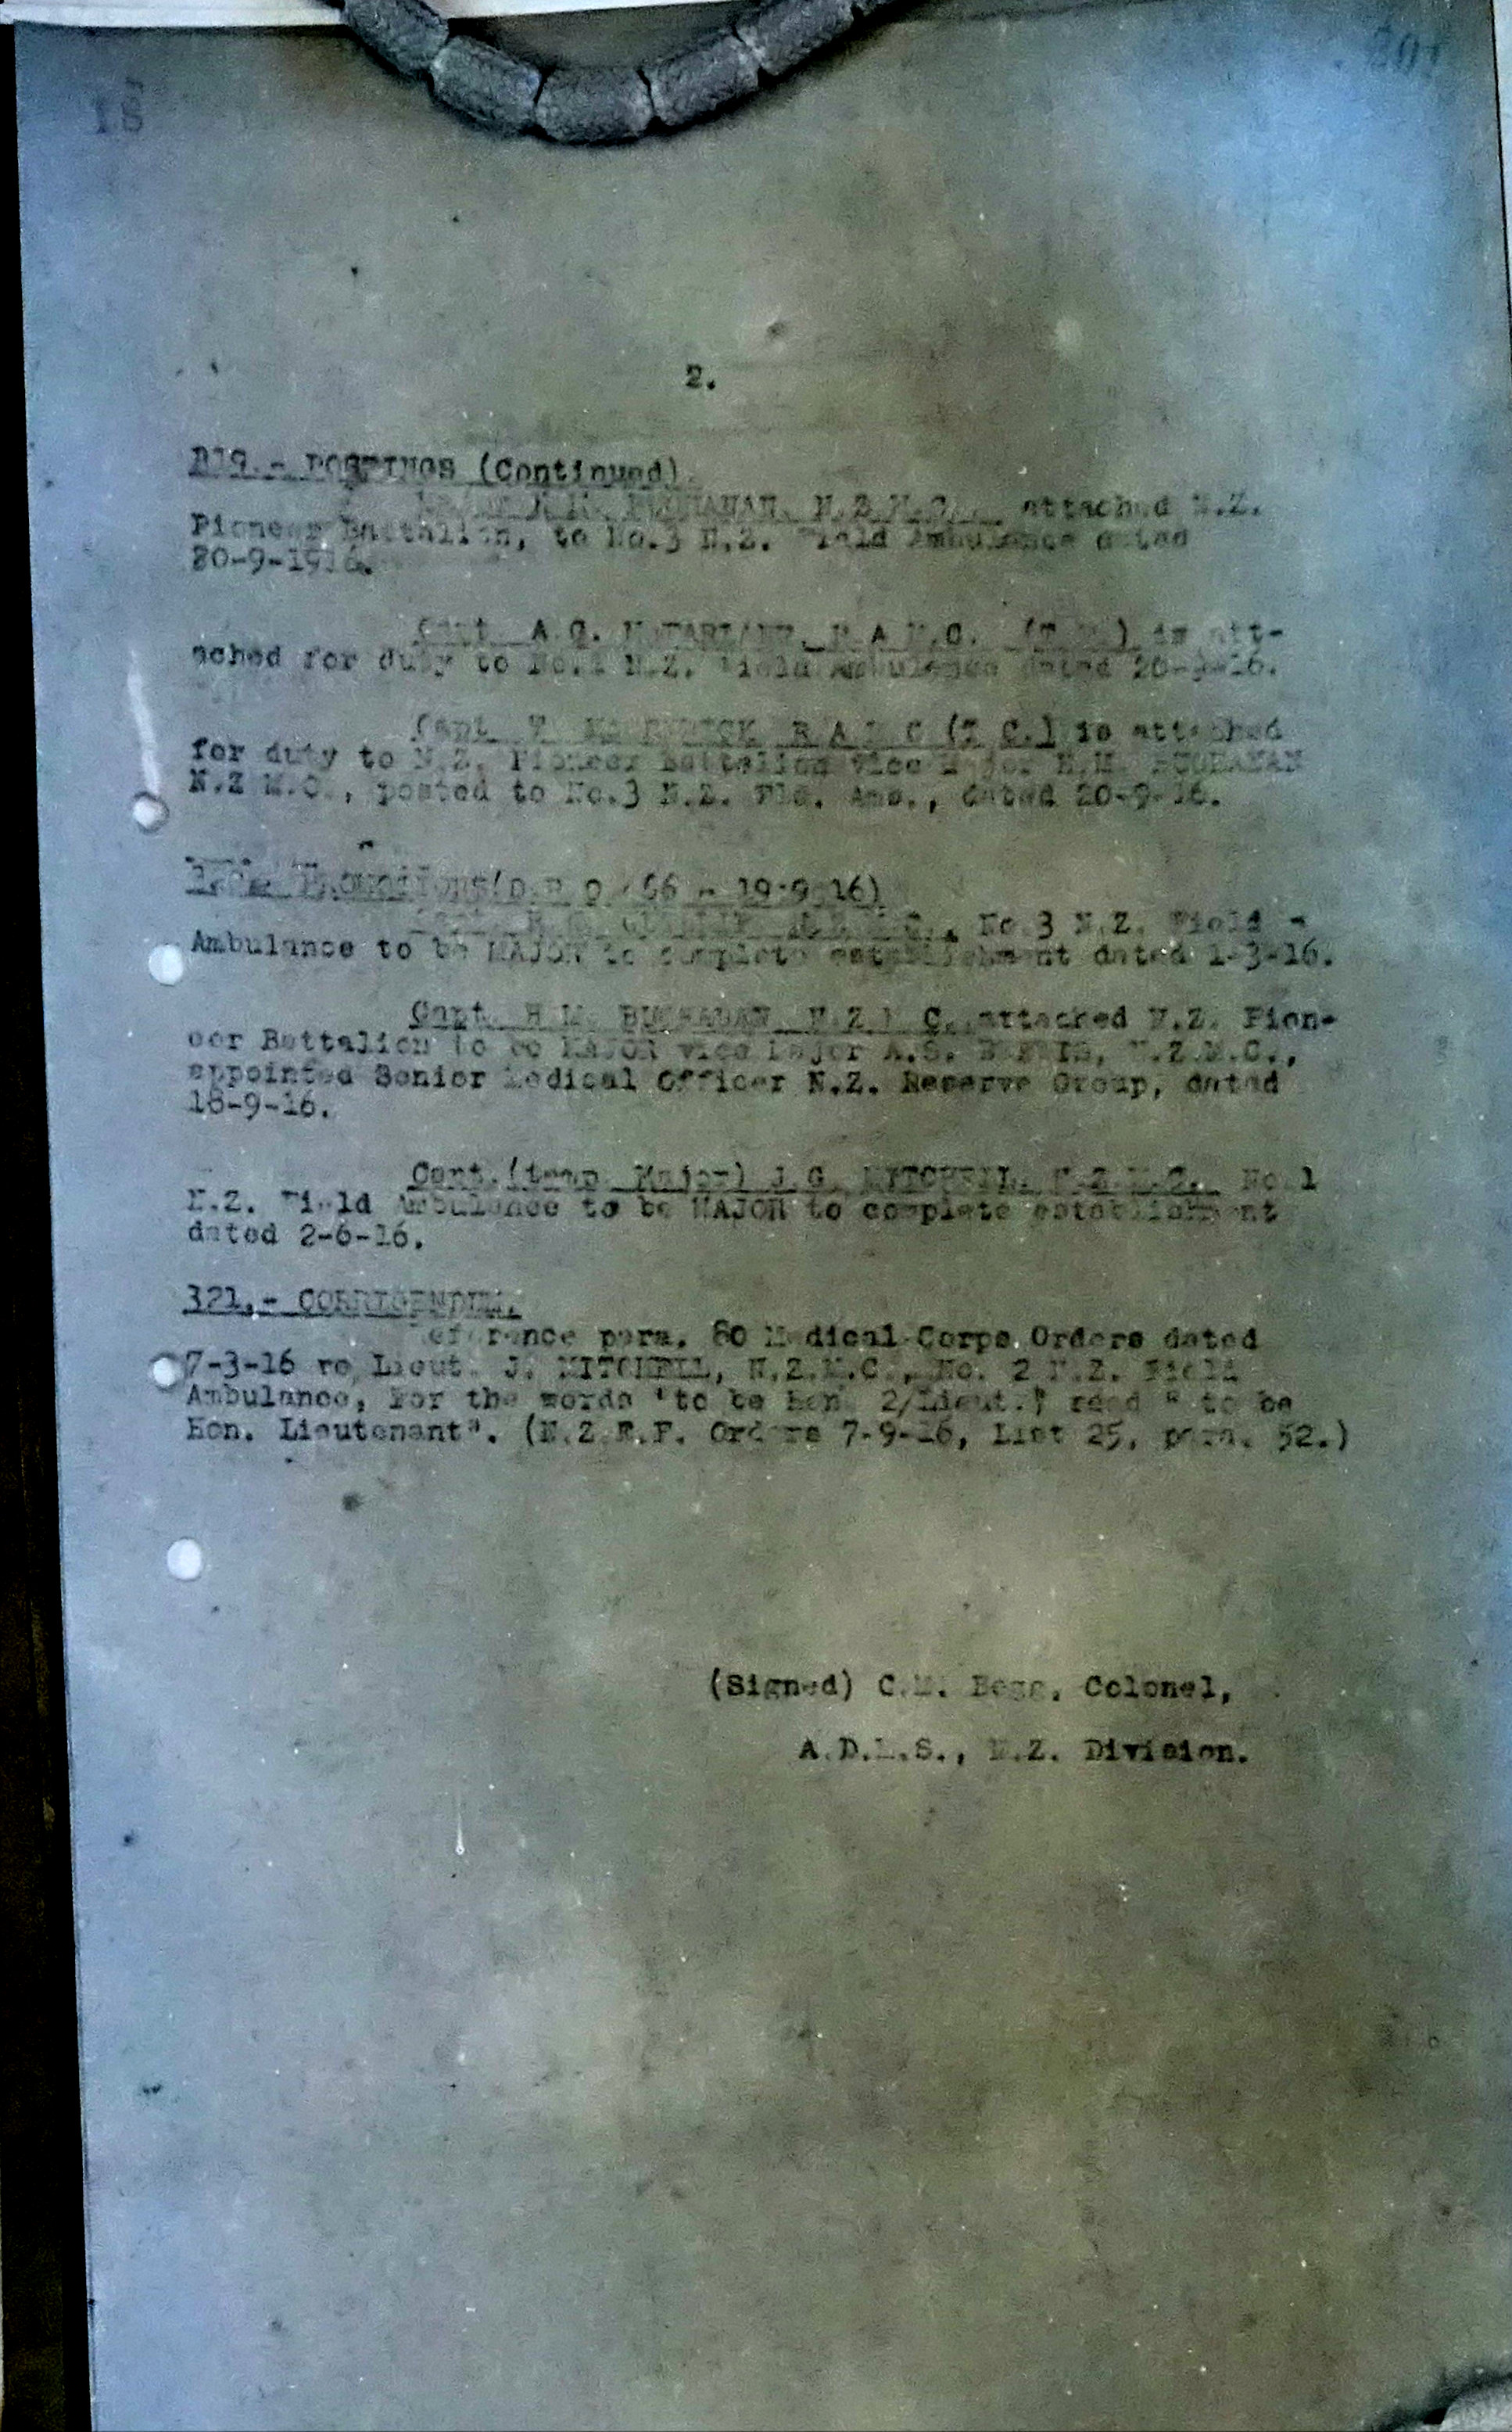 2.
319.- POSTINGS (Continued).
BUCHANAN, N.Z.M.C., attached N.Z.
Pioneer Battalion, to No.3 N.Z. Field Ambulance dated
20-9-1916.
Capt. A.G. (T.C.) is att-
ached for duty to N.Z. Field Ambulance dated
Capt. R.A.M.C (T.C.) is attached
for duty to N.Z. Pioneer Battalion vice Major H.M. BUCHANAN
N.Z.M.C., posted to No.3 N.Z. Fld. Amb., dated 20-9-16.
19-9-16)
No 3 N.Z. Field -
Ambulance to be MAJOR to complete establishment dated 1-3-16.
Capt. H.M. BUCHANAN, N.Z.M.C., attached N.Z. Pion-
eer Battalion to be MAJOR vice Major A.S. N.Z.M.C.,
appointed Senior Medical Officer N.Z. Reserve Group, dated
18-9-16.
Capt.(temp. Major) J.G. MITCHELL, N.Z.M.C., No.1
N.Z. Field Ambulance to be MAJOR to complete establishment
dated 2-6-16.
321.- CORRIGENDUM.
Reference para. 80 Medical Corps Orders dated
7-3-16 re Lieut. J. MITCHELL, N.Z.M.C., No. 2 N.Z. Field
Ambulance, For the words "to be Hon. 2/Lieut." read " to be
Hon. Lieutenant". (N.Z.E.F. Orders 7-9-16, List 25, para. 52.)
(Signed) C.M. Begg, Colonel,
A.D.M.S., N.Z. Division.